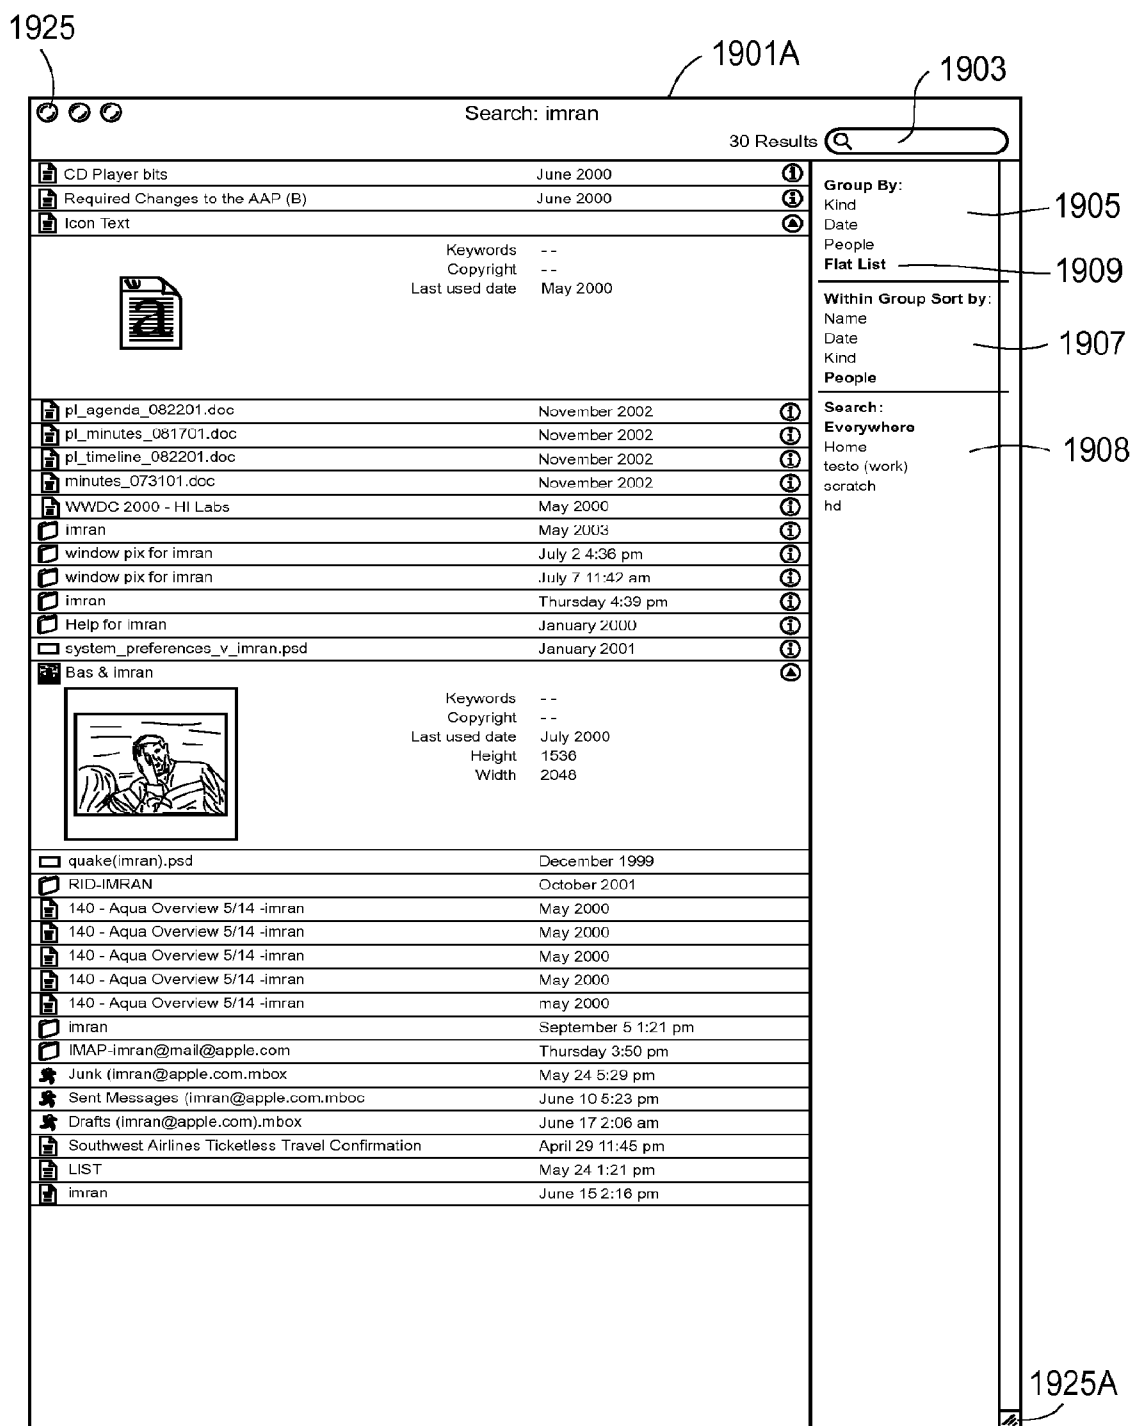 1925
1901A
1903
Search: imran
30 Results
CD Player bits June 2000
Required Changes to the AAP (B) June 2000
Icon Text
Keywords - -
Copyright - -
Last used date May 2000
a
pl_agenda_082201.doc November 2002
pl_minutes_081701.doc November 2002
pl_timeline_082201.doc November 2002
minutes_073101.doc November 2002
WWDC 2000 - HI Labs May 2000
imran May 2003
window pix for imran July 2 4:36 pm
window pix for imran July 7 11:42 am
imran Thursday 4:39 pm
Help for imran January 2000
system_preferences_v_imran.psd January 2001
Bas & imran
Keywords - -
Copyright - -
Last used date July 2000
Height 1536
Width 2048
quake(imran).psd December 1999
RID-IMRAN October 2001
140 - Aqua Overview 5/14 -imran May 2000
140 - Aqua Overview 5/14 -imran May 2000
140 - Aqua Overview 5/14 -imran May 2000
140 - Aqua Overview 5/14 -imran May 2000
140 - Aqua Overview 5/14 -imran may 2000
imran September 5 1:21 pm
IMAP-imran@mail@apple.com Thursday 3:50 pm
Junk (imran@apple.com.mbox May 24 5:29 pm
Sent Messages (imran@apple.com.mboc June 10 5:23 pm
Drafts (imran@apple.com).mbox June 17 2:06 am
Southwest Airlines Ticketless Travel Confirmation April 29 11:45 pm
LIST May 24 1:21 pm
imran June 15 2:16 pm
Group By:
Kind
Date
People
Flat List
Within Group Sort by:
Name
Date
Kind
People
Search:
Everywhere
Home
testo (work)
scratch
hd
1905
1909
1907
1908
1925A